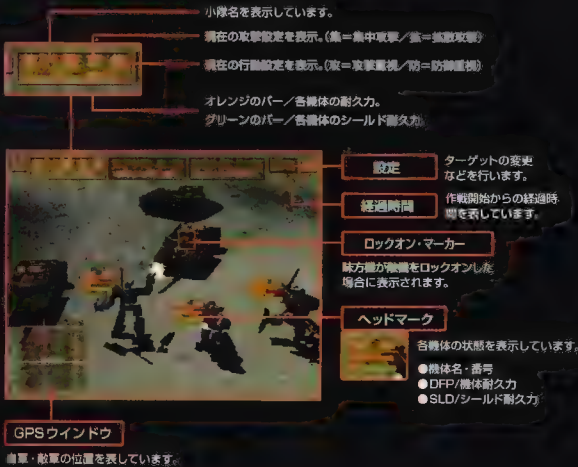 小隊名を表示しています。
現在の攻撃設定を表示。(集=集中攻撃/拡=拡散攻撃)
現在の行動設定を表示。(攻=攻撃重視/防=防御重視)
オレンジのバー/各機体の耐久力。
グリーンのバー/各機体のシールド耐久力。
設定
ターゲットの変更
などを行います。
経過時間
作戦開始からの経過時
間を表しています。
ロックオン・マーカー
味方機が敵機をロックオンした
場合に表示されます。
ヘッドマーク
各機体の状態を表示しています。
●機体名・番号
●DFP/機体耐久力
●SLD/シールド耐久力
GPSウインドウ
自軍・敵軍の位置を表しています。